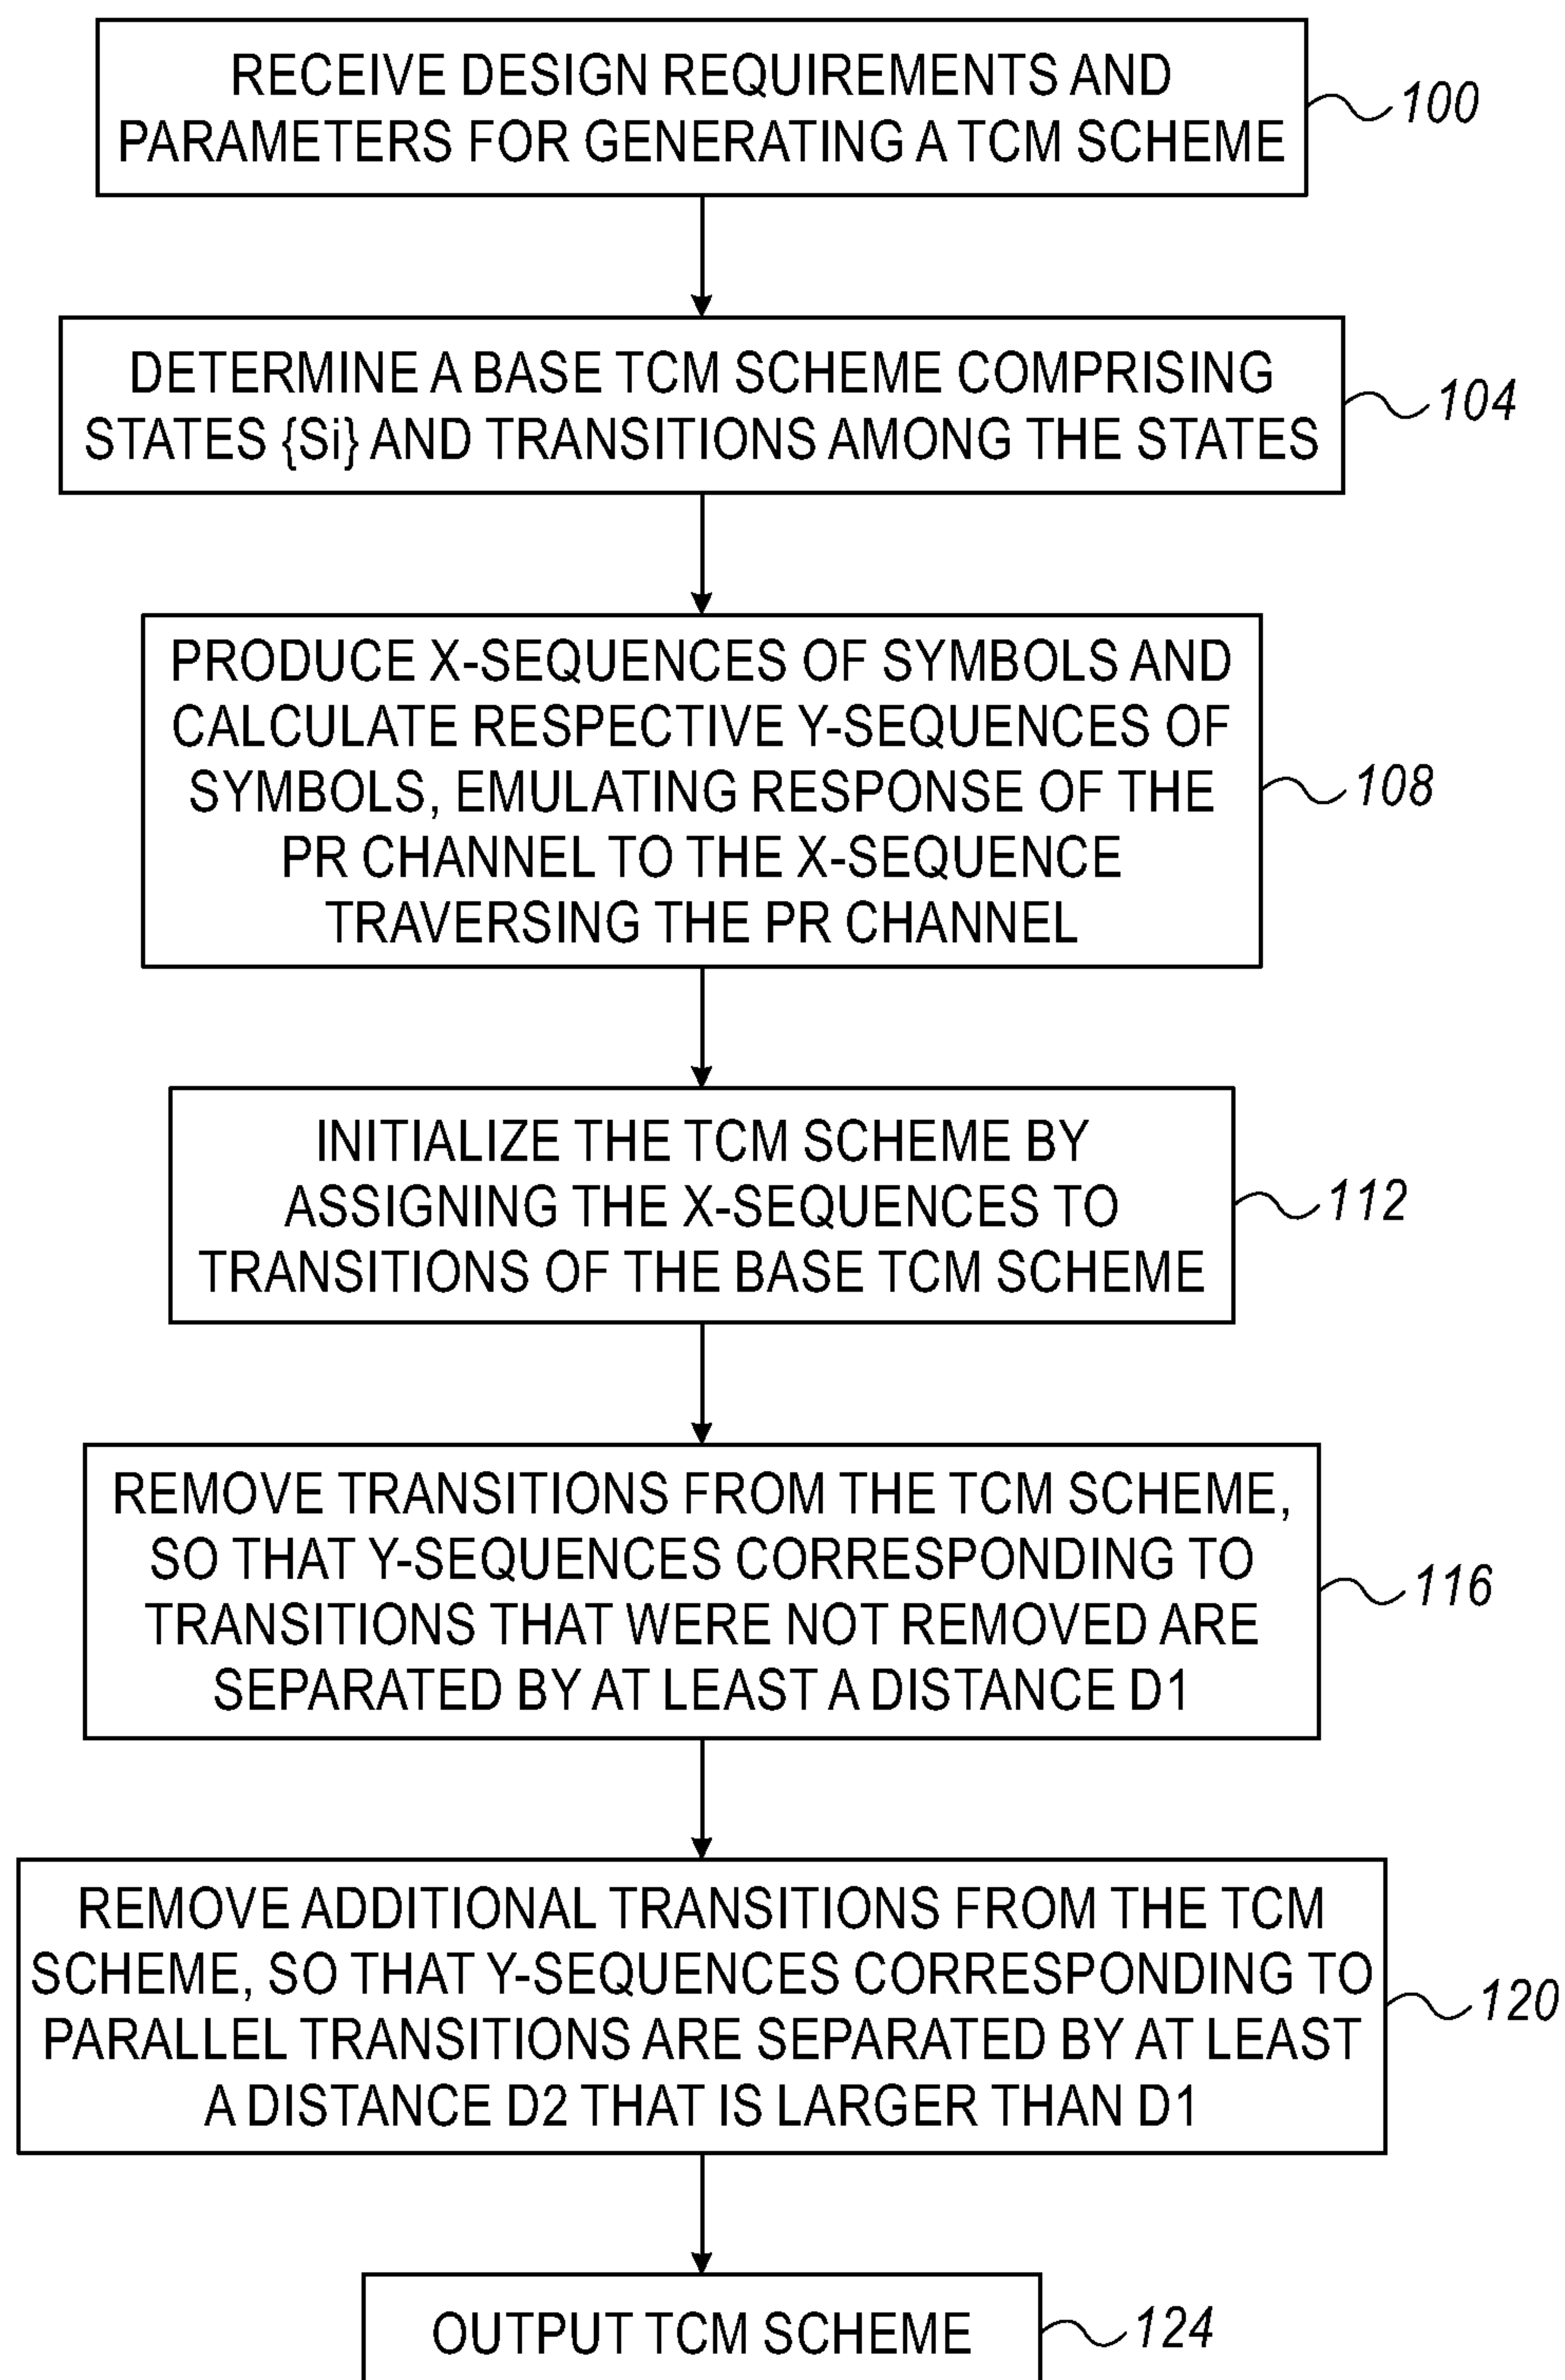 RECEIVE DESIGN REQUIREMENTS AND
PARAMETERS FOR GENERATING A TCM SCHEME
100
DETERMINE A BASE TCM SCHEME COMPRISING
STATES {Si} AND TRANSITIONS AMONG THE STATES
104
PRODUCE X-SEQUENCES OF SYMBOLS AND
CALCULATE RESPECTIVE Y-SEQUENCES OF
SYMBOLS, EMULATING RESPONSE OF THE
PR CHANNEL TO THE X-SEQUENCE
TRAVERSING THE PR CHANNEL
108
INITIALIZE THE TCM SCHEME BY
ASSIGNING THE X-SEQUENCES TO
TRANSITIONS OF THE BASE TCM SCHEME
112
REMOVE TRANSITIONS FROM THE TCM SCHEME,
SO THAT Y-SEQUENCES CORRESPONDING TO
TRANSITIONS THAT WERE NOT REMOVED ARE
SEPARATED BY AT LEAST A DISTANCE D1
116
REMOVE ADDITIONAL TRANSITIONS FROM THE TCM
SCHEME, SO THAT Y-SEQUENCES CORRESPONDING TO
PARALLEL TRANSITIONS ARE SEPARATED BY AT LEAST
A DISTANCE D2 THAT IS LARGER THAN D1
120
OUTPUT TCM SCHEME
124